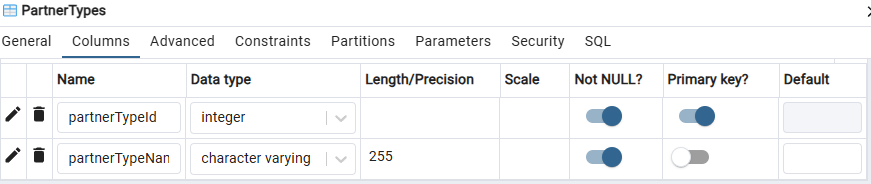 PartnerTypes
General Columns Advanced Constraints Partitions Parameters Security SQL
Name Data type Length/Precision Scale Not NULL? Primary key? Default
partnerTypeId integer
partnerTypeNan character varying 255